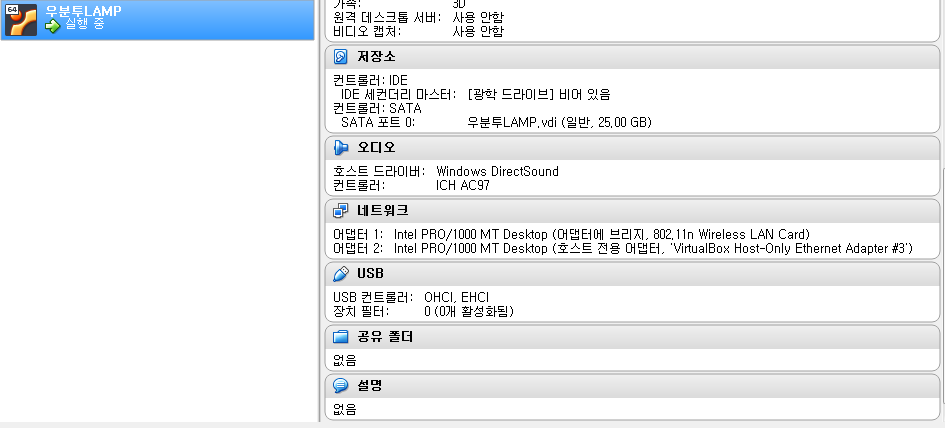 64
우분투LAMP
실행 중
가속: 3D
원격 데스크톱 서버: 사용 안함
비디오 캡처: 사용 안함
저장소
컨트롤러: IDE
IDE 세컨더리 마스터: [광학 드라이브] 비어 있음
컨트롤러: SATA
SATA 포트 0: 우분투LAMP.vdi (일반, 25.00 GB)
오디오
호스트 드라이버: Windows DirectSound
컨트롤러: ICH AC97
네트워크
어댑터 1: Intel PRO/1000 MT Desktop (어댑터에 브리지, 802.11n Wireless LAN Card)
어댑터 2: Intel PRO/1000 MT Desktop (호스트 전용 어댑터, 'VirtualBox Host-Only Ethernet Adapter #3')
USB
USB 컨트롤러: OHCI, EHCI
장치 필터: 0 (0개 활성화됨)
공유 폴더
없음
설명
없음